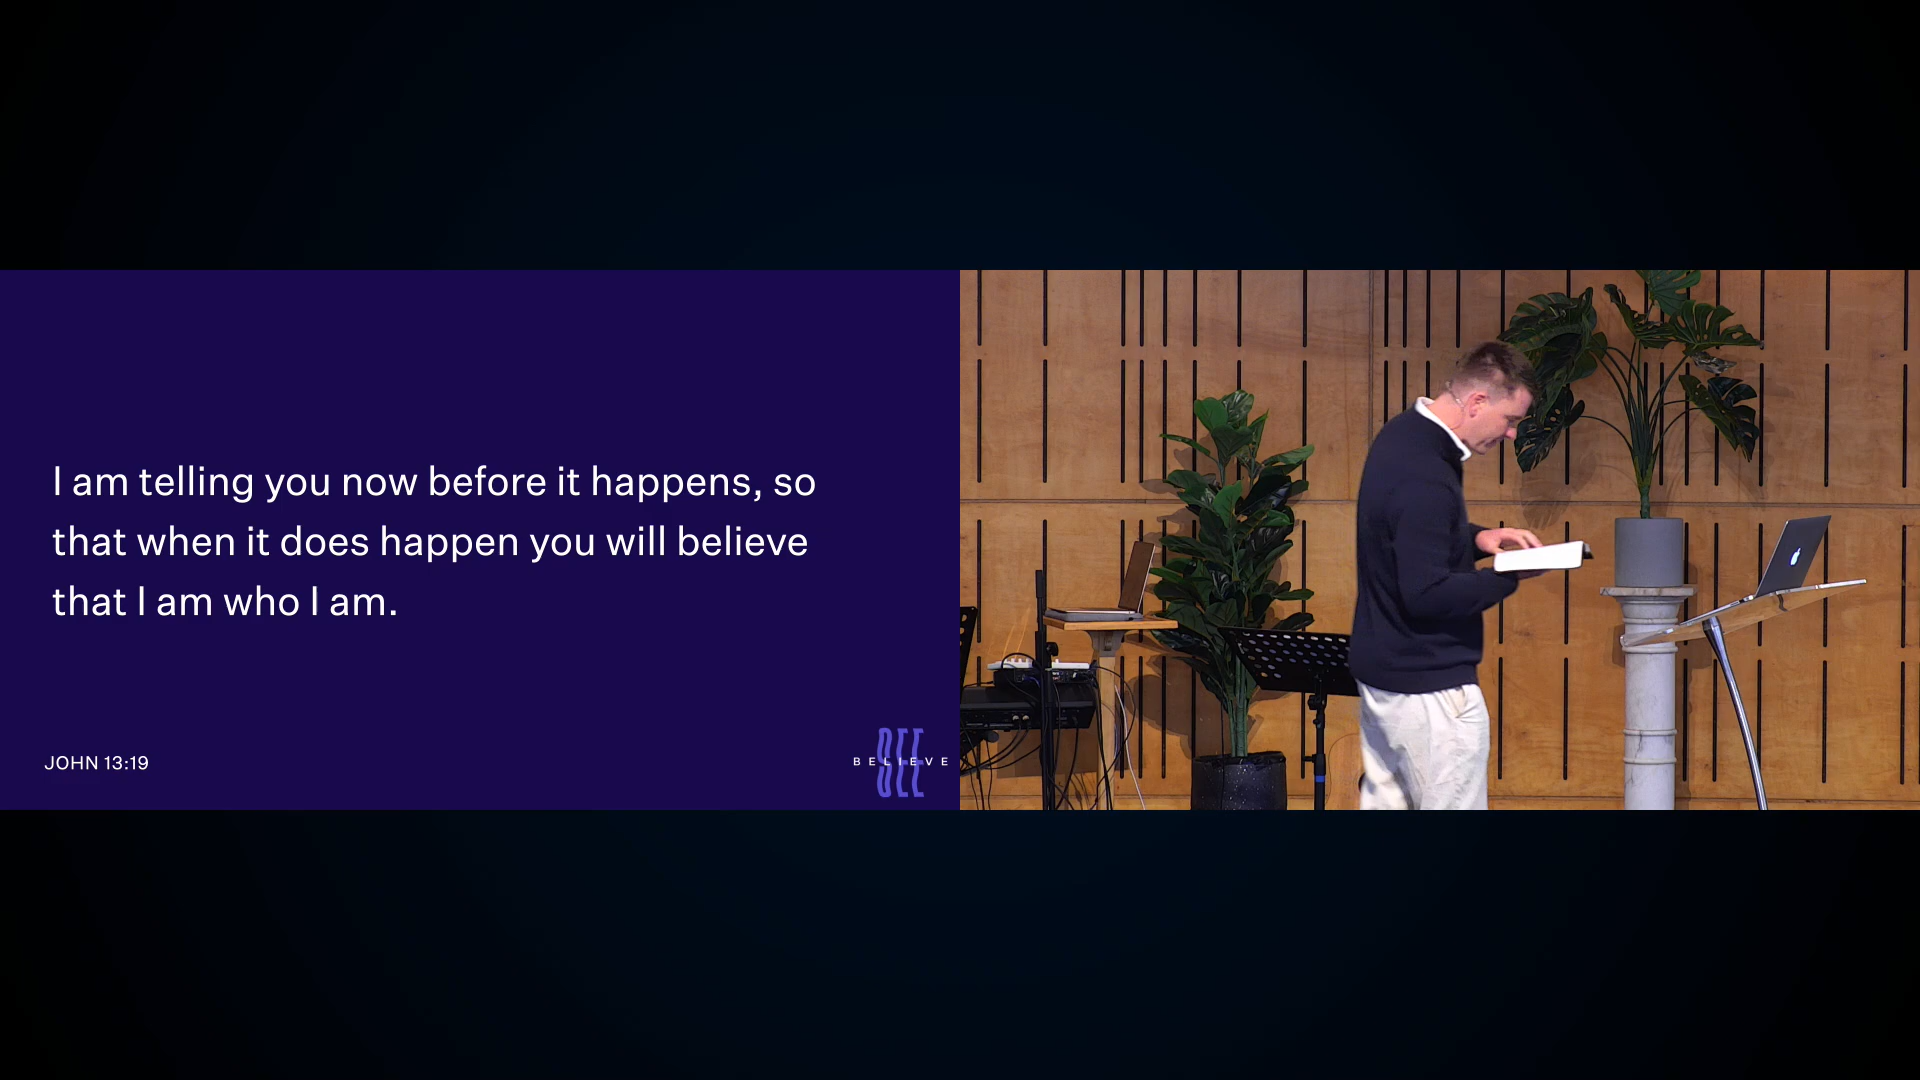 I am telling you now before it happens, so
that when it does happen you will believe
that I am who I am.
JOHN 13:19
SEE
BELIEVE